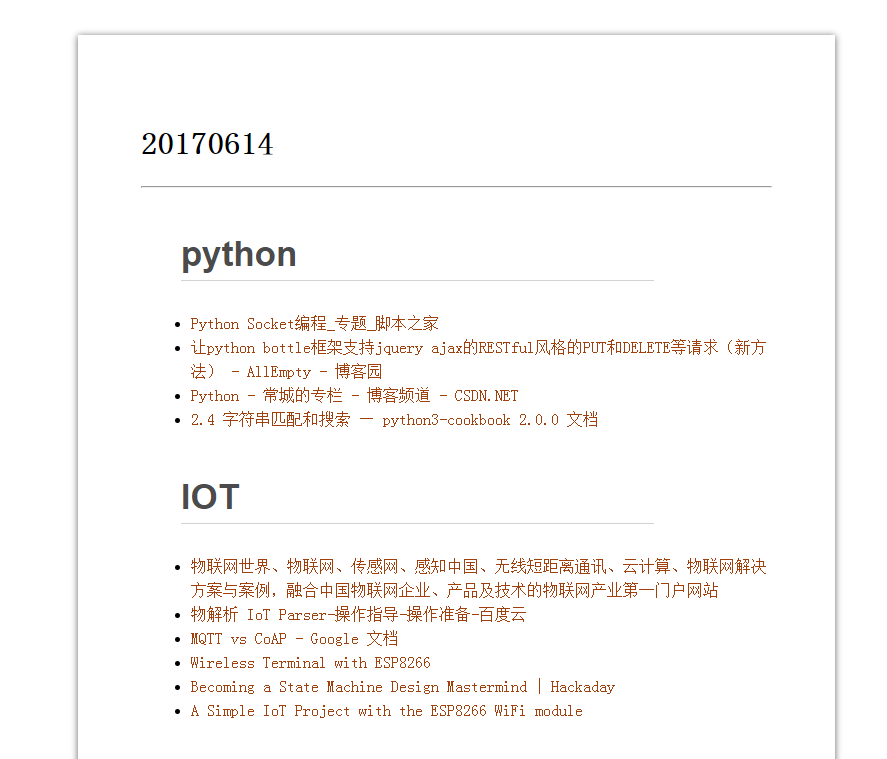 20170614
python
Python Socket编程_专题_脚本之家
让python bottle框架支持jquery ajax的RESTful风格的PUT和DELETE等请求（新方
法） - AllEmpty - 博客园
Python - 常城的专栏 - 博客频道 - CSDN.NET
2.4 字符串匹配和搜索 — python3-cookbook 2.0.0 文档
IOT
物联网世界、物联网、传感网、感知中国、无线短距离通讯、云计算、物联网解决
方案与案例，融合中国物联网企业、产品及技术的物联网产业第一门户网站
物解析 IoT Parser-操作指导-操作准备-百度云
MQTT vs CoAP - Google 文档
Wireless Terminal with ESP8266
Becoming a State Machine Design Mastermind | Hackaday
A Simple IoT Project with the ESP8266 WiFi module